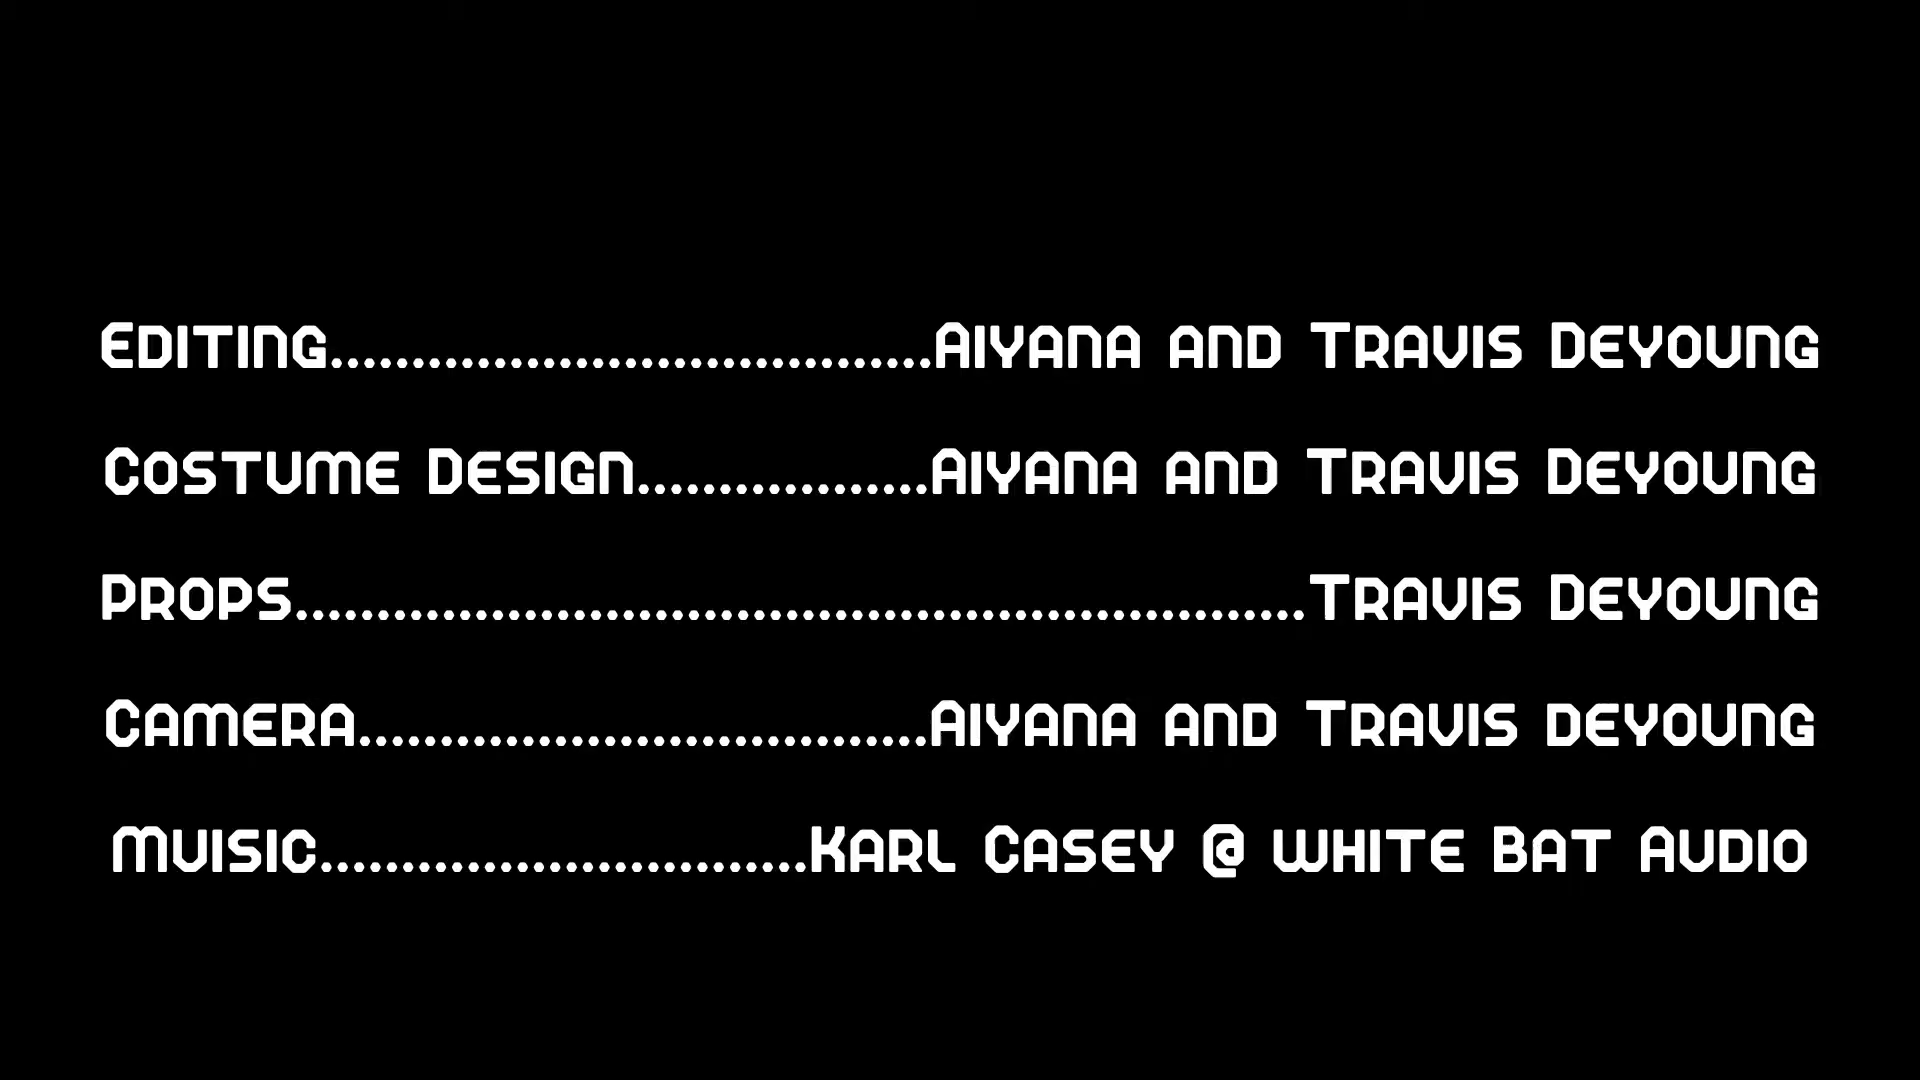 Editing.....................................Aiyana and Travis Deyoung
Costume Design..................Aiyana and Travis Deyoung
Props..............................................................Travis Deyoung
Camera...................................Aiyana and Travis deyoung
Muisic..............................Karl Casey @ white Bat Audio